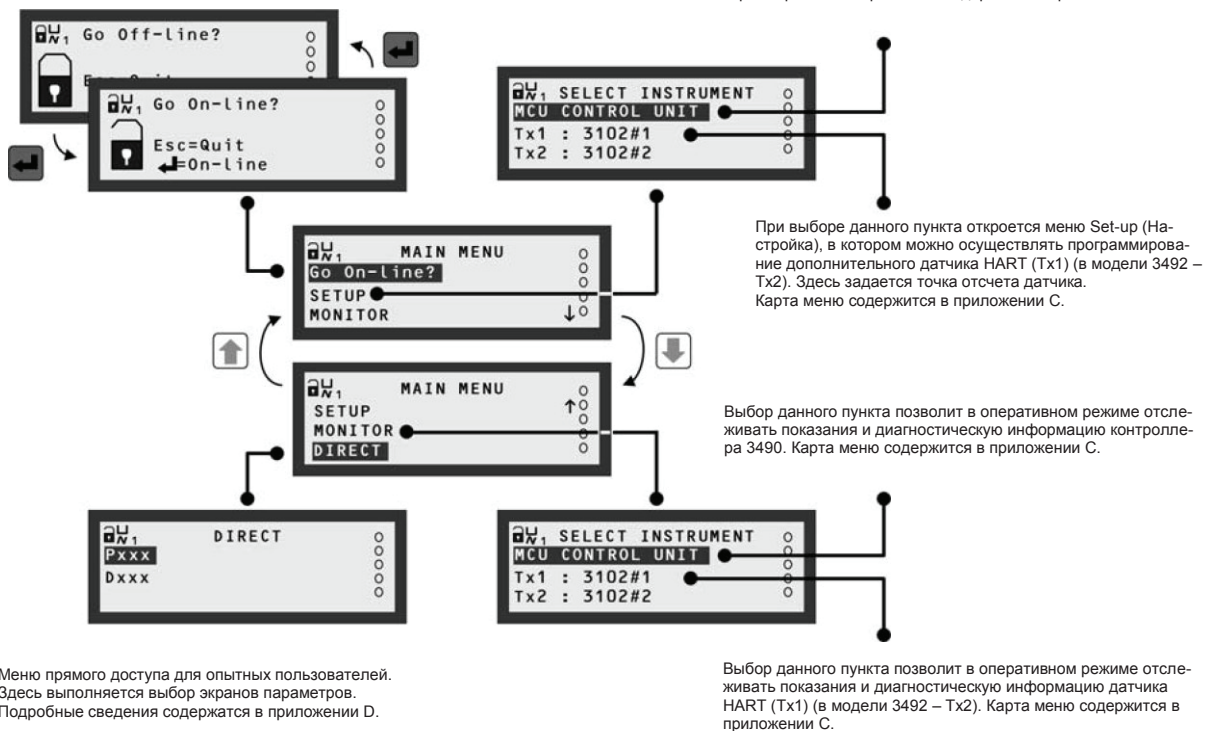 Go Off-line?
Go On-line?
Esc=Quit
=On-line
SELECT INSTRUMENT
MCU CONTROL UNIT
Tx1 : 3102#1
Tx2 : 3102#2
При выборе данного пункта откроется меню Set-up (На-
стройка), в котором можно осуществлять программирова-
ние дополнительного датчика HART (Tx1) (в модели 3492 –
Tx2). Здесь задается точка отсчета датчика.
Карта меню содержится в приложении C.
MAIN MENU
Go On-line?
SETUP
MONITOR
MAIN MENU
SETUP
MONITOR
DIRECT
Выбор данного пункта позволит в оперативном режиме отсле-
живать показания и диагностическую информацию контролле-
ра 3490. Карта меню содержится в приложении C.
DIRECT
Pxxx
Dxxx
SELECT INSTRUMENT
MCU CONTROL UNIT
Tx1 : 3102#1
Tx2 : 3102#2
Меню прямого доступа для опытных пользователей.
Здесь выполняется выбор экранов параметров.
Подробные сведения содержатся в приложении D.
Выбор данного пункта позволит в оперативном режиме отсле-
живать показания и диагностическую информацию датчика
HART (Tx1) (в модели 3492 – Tx2). Карта меню содержится в
приложении C.